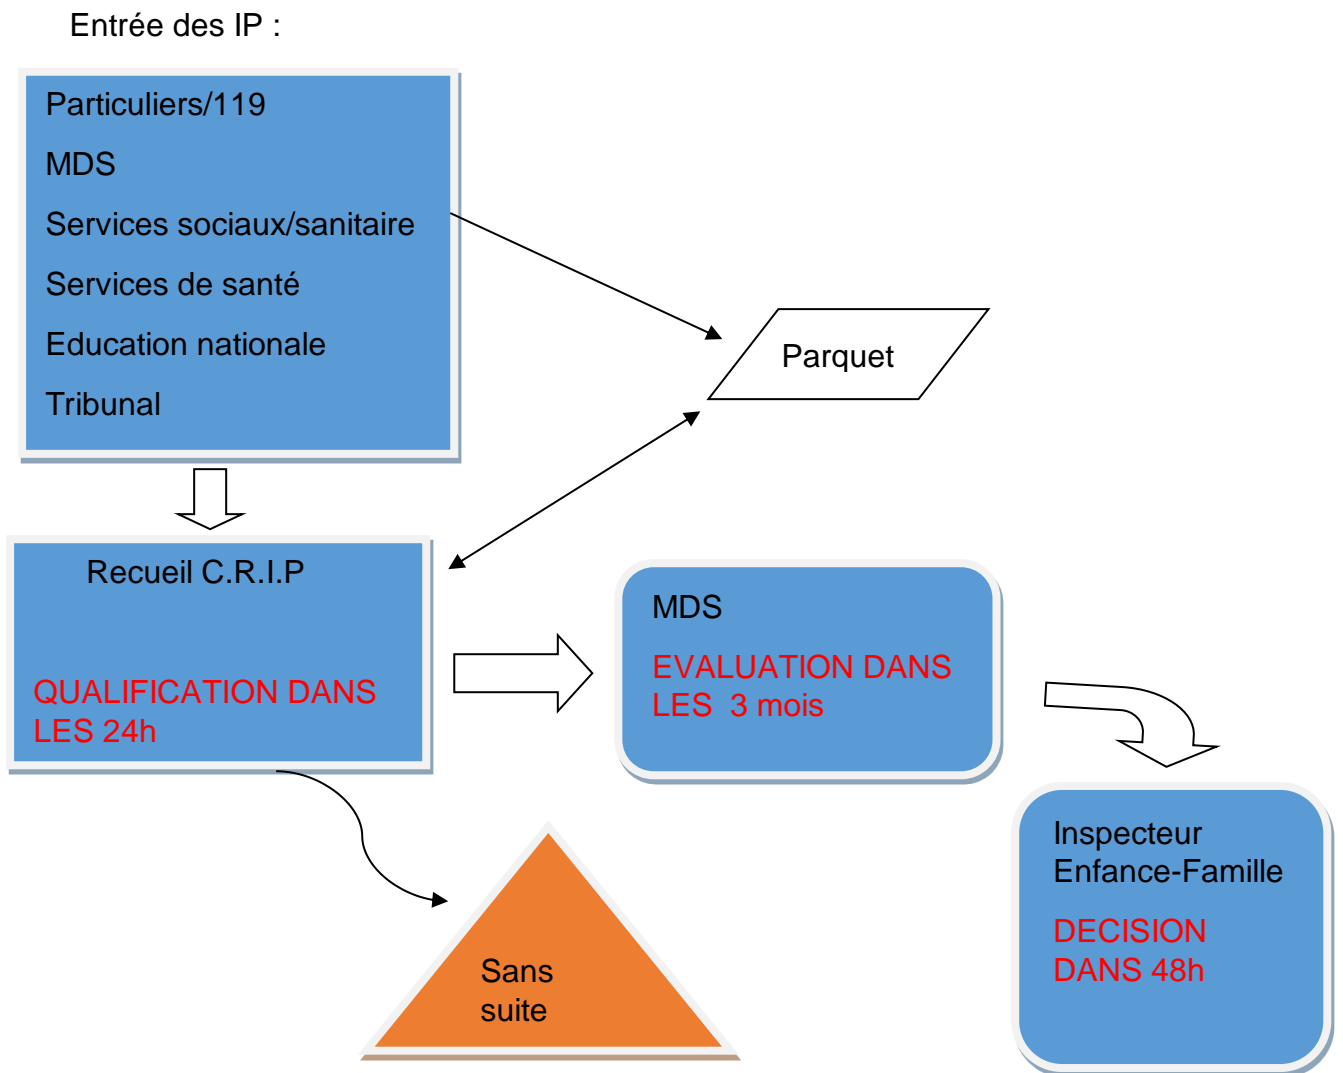 Entrée des IP :
Particuliers/119
MDS
Services sociaux/sanitaire
Services de santé
Education nationale
Tribunal
Parquet
Recueil C.R.I.P
QUALIFICATION DANS
LES 24h
MDS
EVALUATION DANS
LES 3 mois
Inspecteur
Enfance-Famille
DECISION
DANS 48h
Sans
suite